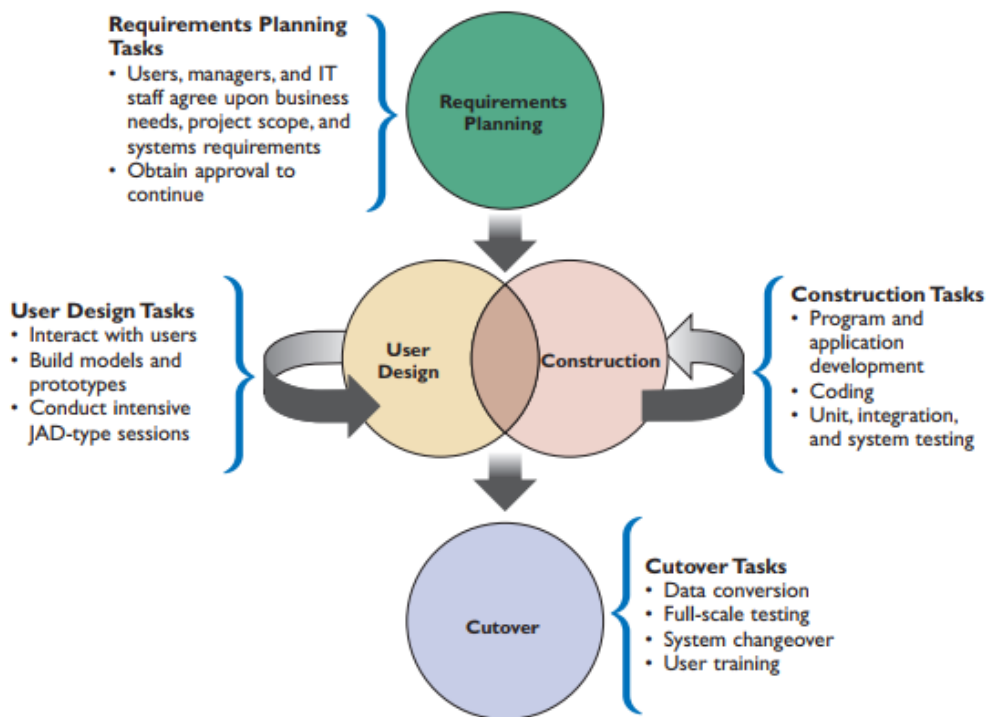 Requirements Planning
Tasks
• Users, managers, and IT
staff agree upon business
needs, project scope, and
systems requirements
• Obtain approval to
continue
Requirements
Planning
User Design Tasks
• Interact with users
• Build models and
prototypes
• Conduct intensive
JAD-type sessions
User
Design
Construction
Construction Tasks
• Program and
application
development
• Coding
• Unit, integration,
and system testing
Cutover
Cutover Tasks
• Data conversion
• Full-scale testing
• System changeover
• User training